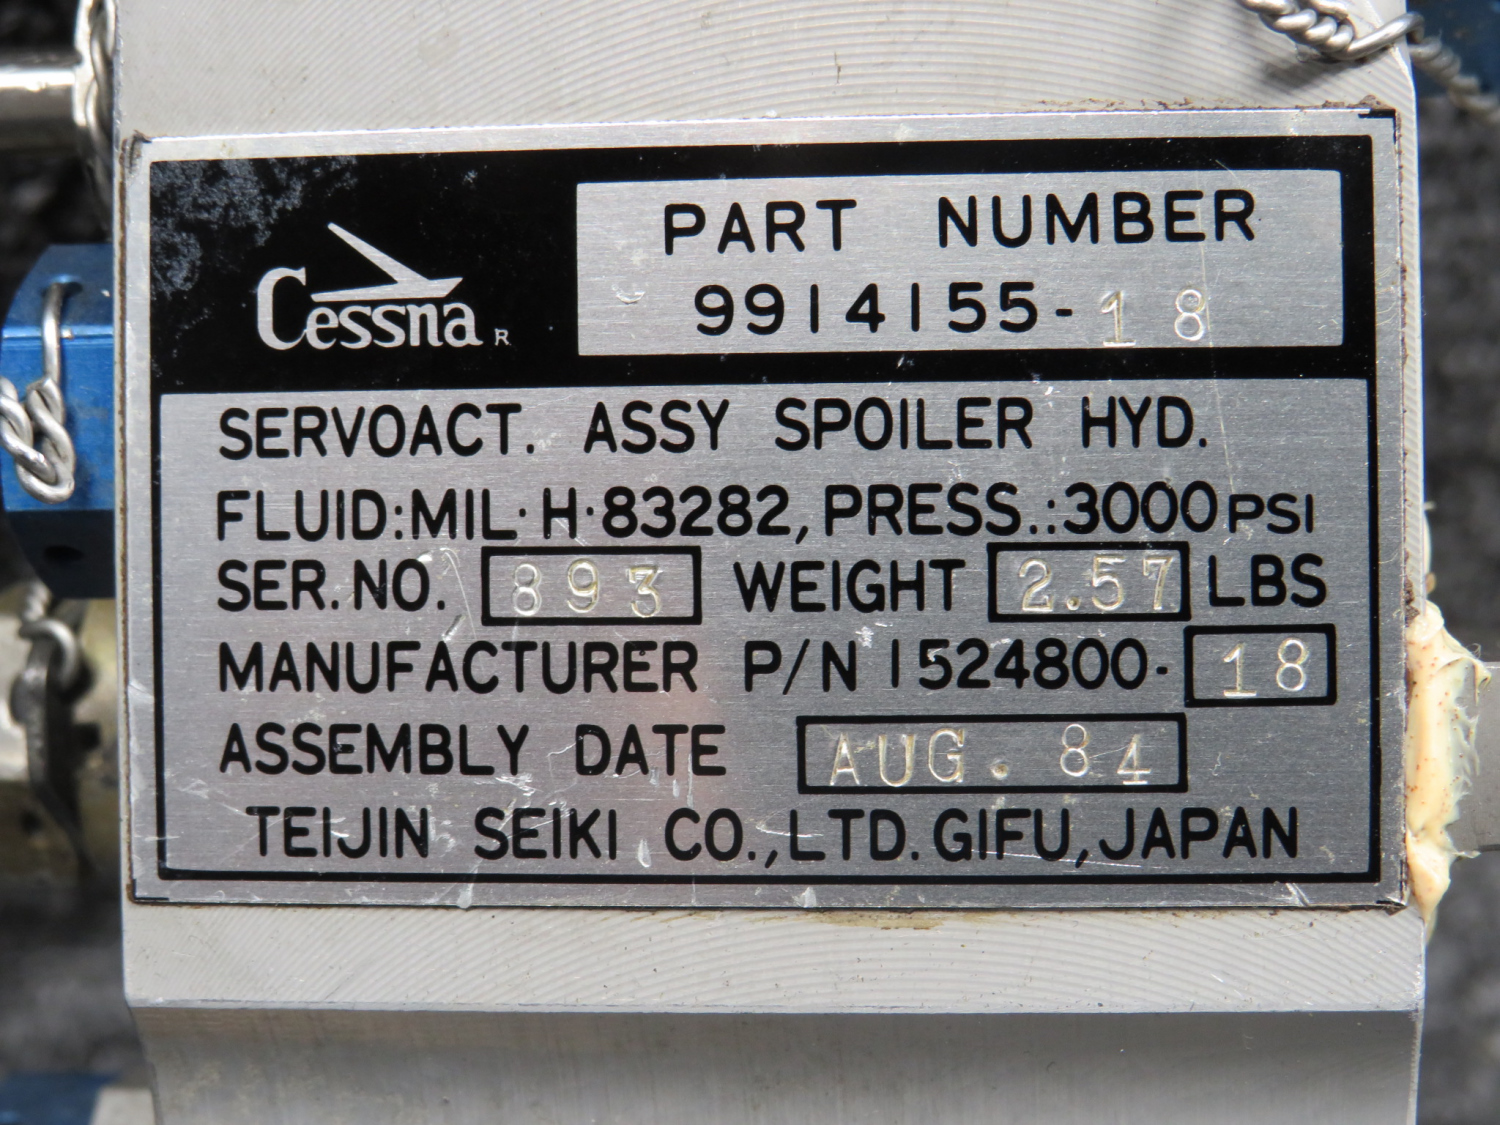 Cessna R
PART NUMBER
9914155-18
SERVOACT. ASSY SPOILER HYD.
FLUID:MIL·H·83282, PRESS.:3000 PSI
SER. NO. 893 WEIGHT 2.57 LBS
MANUFACTURER P/N 1524800-18
ASSEMBLY DATE AUG. 84
TEIJIN SEIKI CO., LTD. GIFU, JAPAN